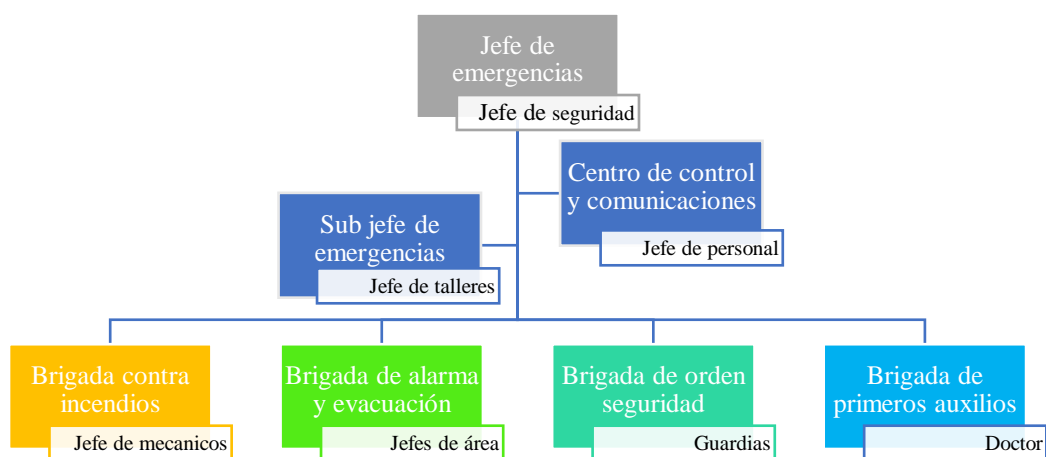 Jefe de
emergencias
Jefe de seguridad
Centro de control
y comunicaciones
Jefe de personal
Sub jefe de
emergencias
Jefe de talleres
Brigada contra
incendios
Jefe de mecanicos
Brigada de alarma
y evacuación
Jefes de área
Brigada de orden
seguridad
Guardias
Brigada de
primeros auxilios
Doctor